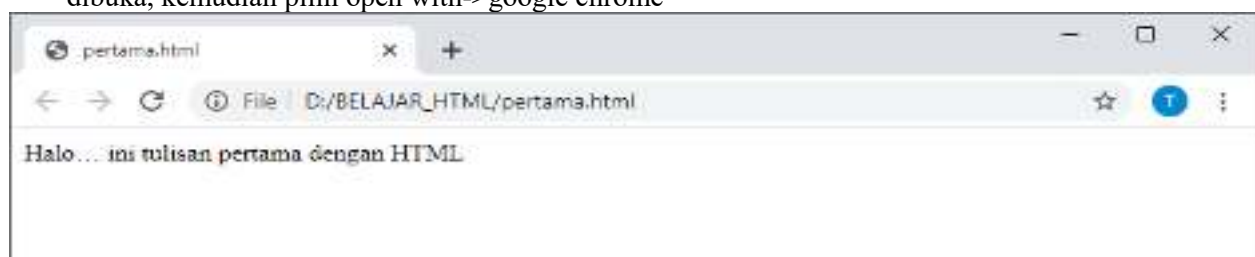 dibuka, kemudian pilih open with-> google chrome
pertama.html
File D:/BELAJAR_HTML/pertama.html
T
Halo... ini tulisan pertama dengan HTML